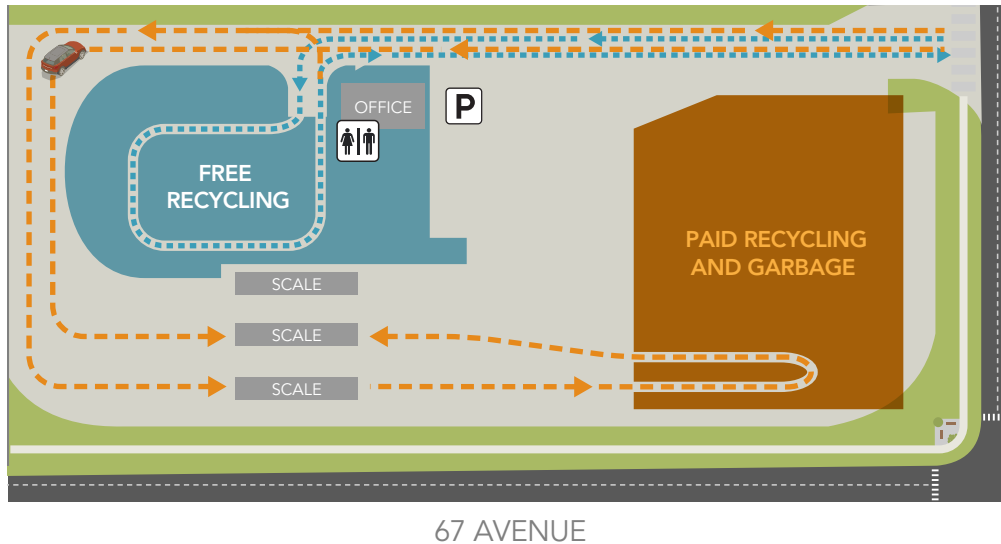 OFFICE
P
FREE
RECYCLING
PAID RECYCLING
AND GARBAGE
SCALE
SCALE
SCALE
67 AVENUE